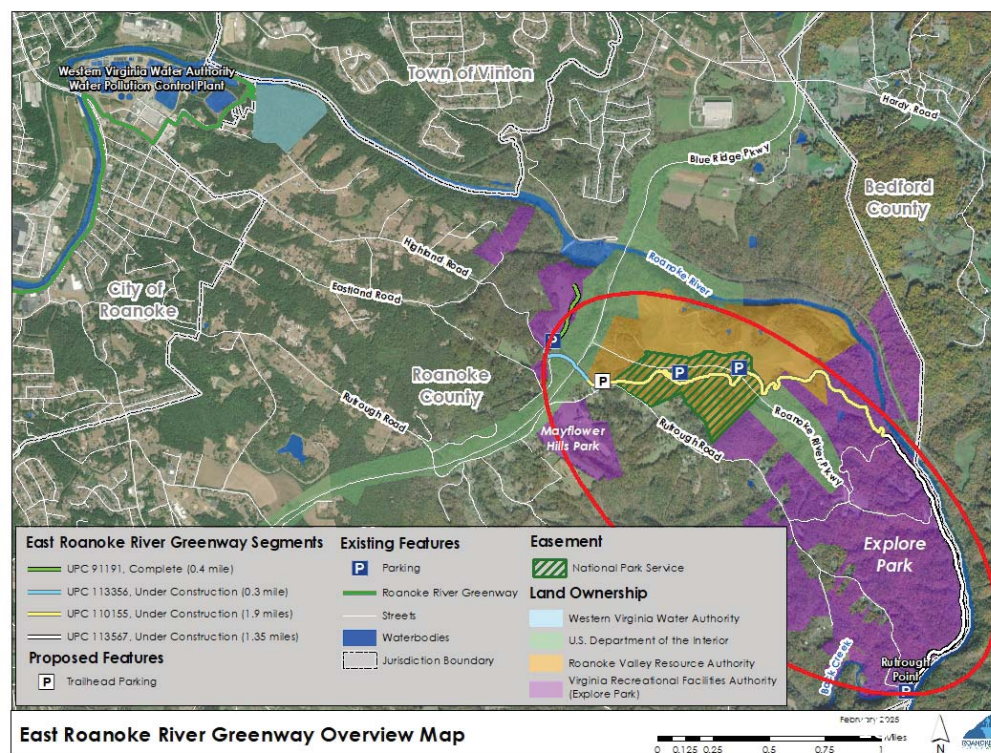 Western Virginia Water Authority
Water Pollution Control Plant
Town of Vinton
Hardy Road
Blue Ridge Pkwy
Bedford
County
Highland Road
Roanoke River
Eastland Road
City of
Roanoke
P
Roanoke
County
P
P
P
Rutrough Road
Mayflower
Hills Park
Rutrough Road
Roanoke River Pkwy
Explore
Park
Back Creek
Rutrough
Point
P
East Roanoke River Greenway Segments
UPC 91191, Complete (0.4 mile)
UPC 113356, Under Construction (0.3 mile)
UPC 110155, Under Construction (1.9 miles)
UPC 113567, Under Construction (1.35 miles)
Proposed Features
P Trailhead Parking
Existing Features
P Parking
Roanoke River Greenway
Streets
Waterbodies
Jurisdiction Boundary
Easement
National Park Service
Land Ownership
Western Virginia Water Authority
U.S. Department of the Interior
Roanoke Valley Resource Authority
Virginia Recreational Facilities Authority
(Explore Park)
East Roanoke River Greenway Overview Map
Miles
0 0.125 0.25 0.5 0.75 1
N